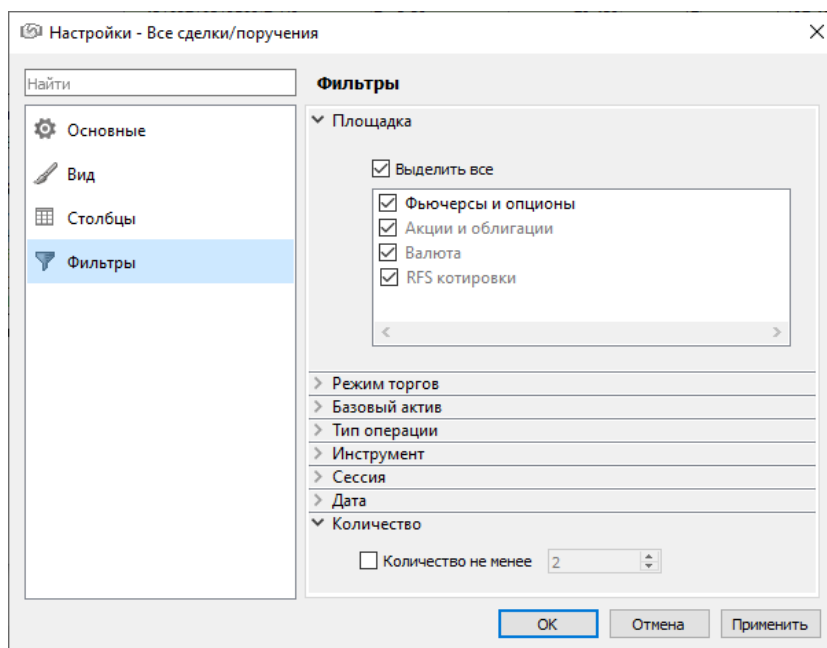 Настройки - Все сделки/поручения
Найти
Основные
Вид
Столбцы
Фильтры
Фильтры
Площадка
Выделить все
Фьючерсы и опционы
Акции и облигации
Валюта
RFS котировки
Режим торгов
Базовый актив
Тип операции
Инструмент
Сессия
Дата
Количество
Количество не менее 2
OK Отмена Применить